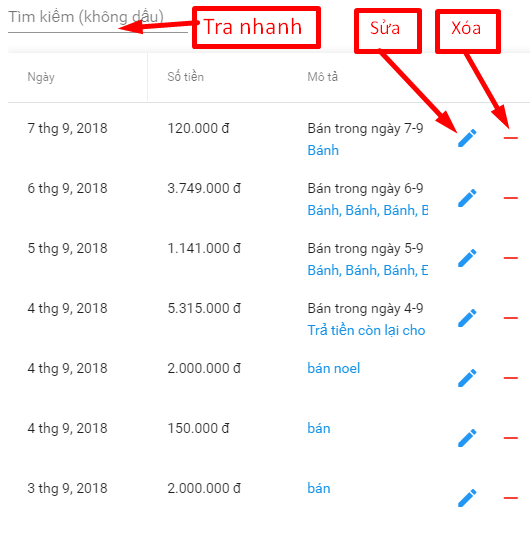 Tìm kiếm (không dấu)
Tra nhanh
Sửa
Xóa
Ngày Số tiền Mô tả
7 thg 9, 2018 120.000 đ Bán trong ngày 7-9
Bánh
6 thg 9, 2018 3.749.000 đ Bán trong ngày 6-9
Bánh, Bánh, Bánh, B
5 thg 9, 2018 1.141.000 đ Bán trong ngày 5-9
Bánh, Bánh, Bánh, Đ
4 thg 9, 2018 5.315.000 đ Bán trong ngày 4-9
Trả tiền còn lại cho
4 thg 9, 2018 2.000.000 đ bán noel
4 thg 9, 2018 150.000 đ bán
3 thg 9, 2018 2.000.000 đ bán